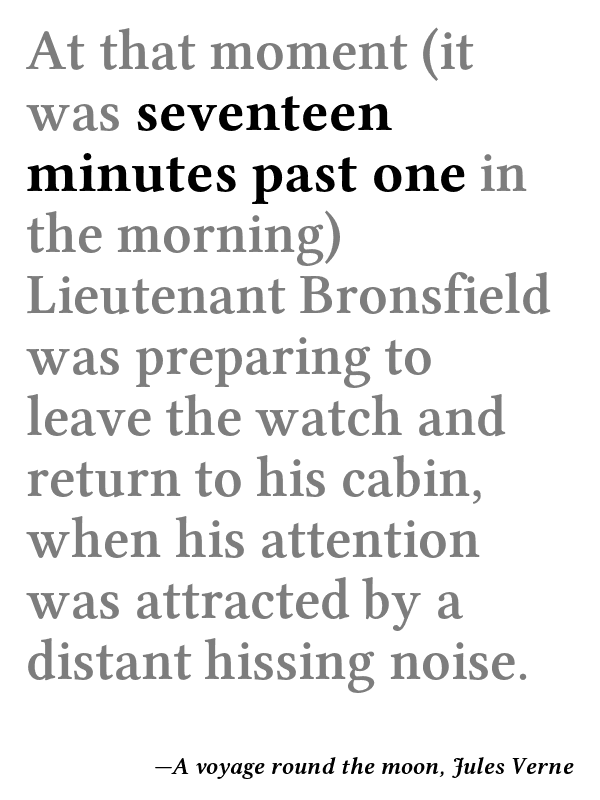 At that moment (it
was seventeen
minutes past one in
the morning)
Lieutenant Bronsfield
was preparing to
leave the watch and
return to his cabin,
when his attention
was attracted by a
distant hissing noise.
—A voyage round the moon, Jules Verne